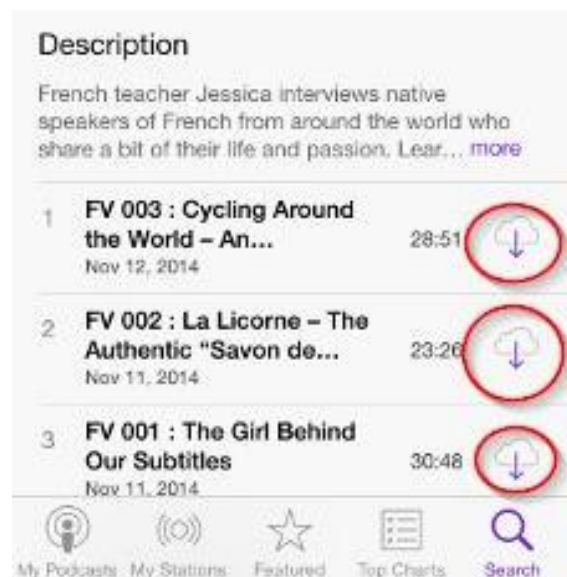 Description
French teacher Jessica interviews native
speakers of French from around the world who
share a bit of their life and passion. Lear... more
1 FV 003 : Cycling Around
the World – An... 28:51
Nov 12, 2014
2 FV 002 : La Licorne – The
Authentic “Savon de... 23:26
Nov 11, 2014
3 FV 001 : The Girl Behind
Our Subtitles 30:48
Nov 11, 2014
My Podcasts My Stations Featured Top Charts Search